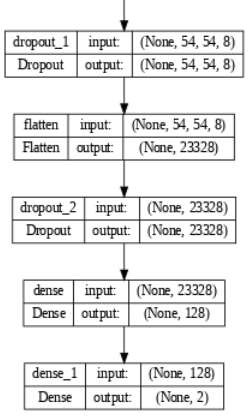 dropout_1 input: (None, 54, 54, 8)
Dropout output: (None, 54, 54, 8)
flatten input: (None, 54, 54, 8)
Flatten output: (None, 23328)
dropout_2 input: (None, 23328)
Dropout output: (None, 23328)
dense input: (None, 23328)
Dense output: (None, 128)
dense_1 input: (None, 128)
Dense output: (None, 2)